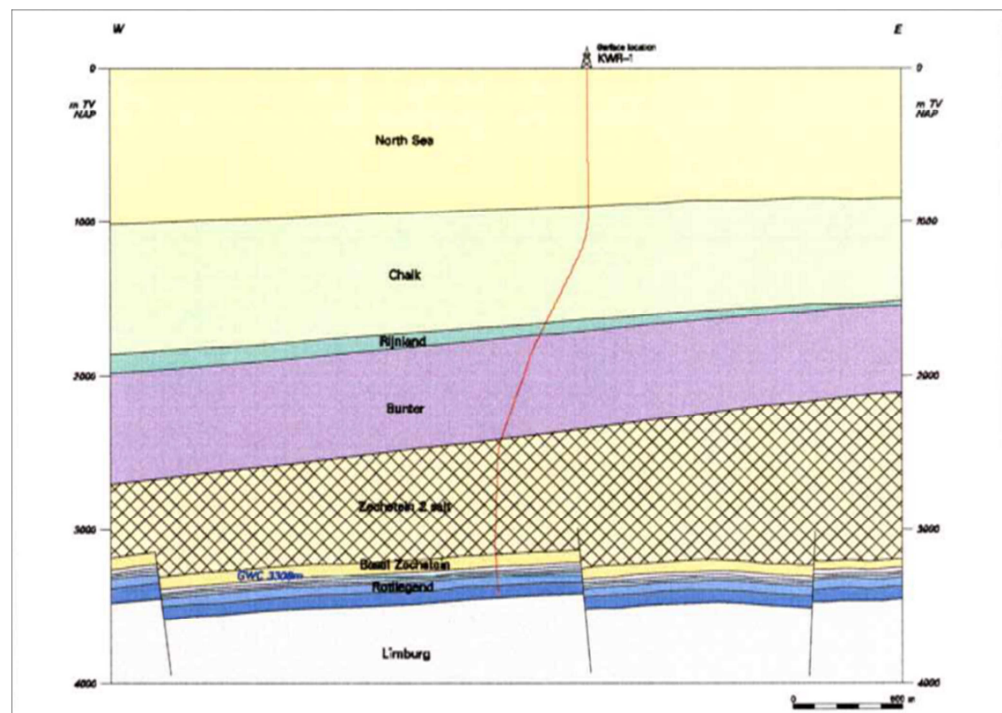 W
E
Surface location
KWR-1
0
0
m TV
NAP
m TV
NAP
North Sea
1000
1000
Chalk
Rijnland
2000
2000
Bunter
Zechstein 2 salt
3000
3000
Basal Zechstein
GWC 3308m
Rotliegend
Limburg
4000
4000
0